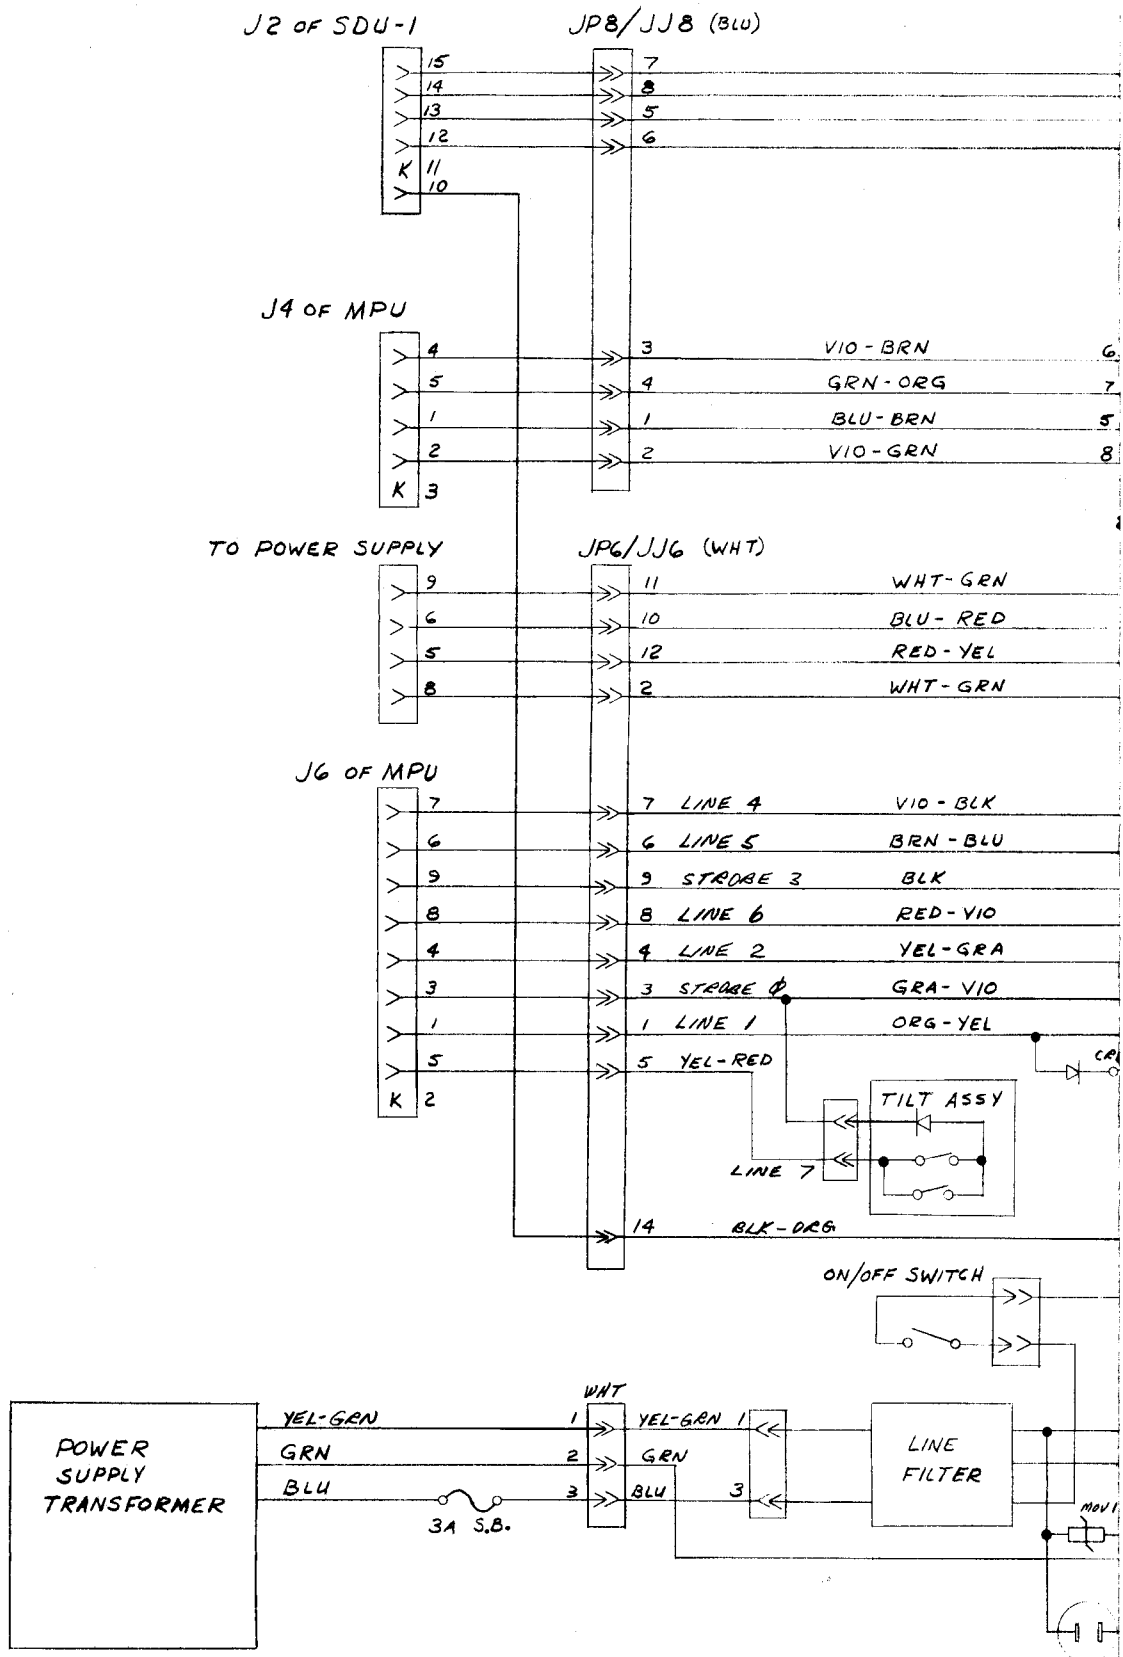 J2 OF SDU-1 JP8/JJ8 (BLU)
15 7
14 8
13 5
12 6
K 11
10
J4 OF MPU
4 3 VIO-BRN 6
5 4 GRN-ORG 7
1 1 BLU-BRN 5
2 2 VIO-GRN 8
K 3
TO POWER SUPPLY JP6/JJ6 (WHT)
9 11 WHT-GRN
6 10 BLU-RED
5 12 RED-YEL
8 2 WHT-GRN
J6 OF MPU
7 7 LINE 4 VIO-BLK
6 6 LINE 5 BRN-BLU
9 9 STROBE 3 BLK
8 8 LINE 6 RED-VIO
4 4 LINE 2 YEL-GRA
3 3 STROBE Ø GRA-VIO
1 1 LINE 1 ORG-YEL
5 5 YEL-RED
K 2
TILT ASSY
LINE 7
14 BLK-ORG
ON/OFF SWITCH
WHT
YEL-GRN 1 YEL-GRN 1
GRN 2 GRN
BLU 3 BLU 3
3A S.B.
POWER
SUPPLY
TRANSFORMER
LINE
FILTER
MOV1